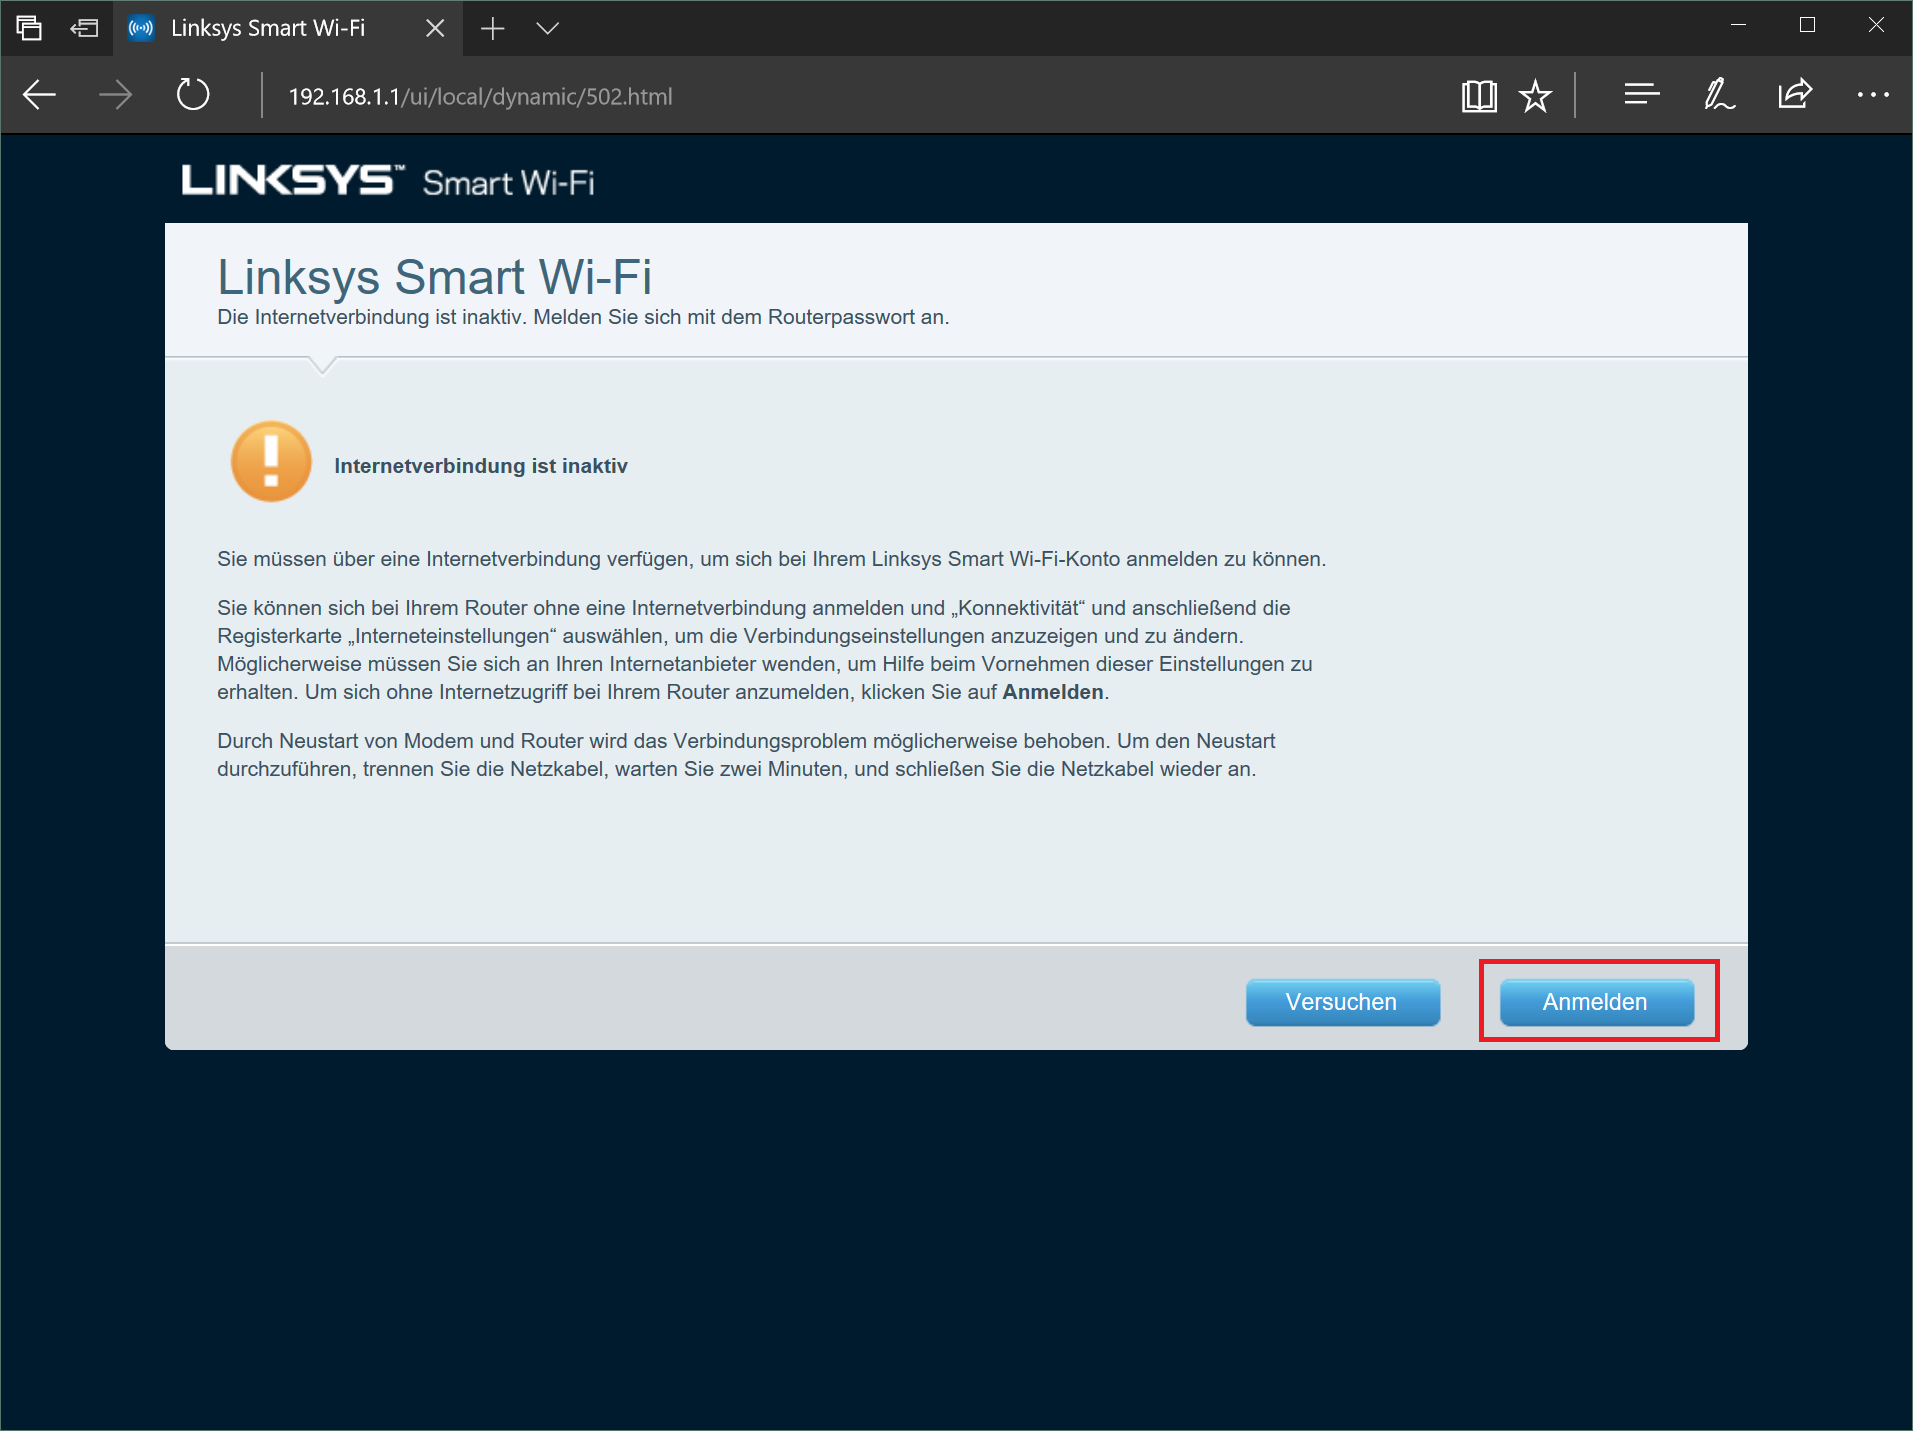 Linksys Smart Wi-Fi
192.168.1.1/ui/local/dynamic/502.html
LINKSYS™ Smart Wi-Fi
Linksys Smart Wi-Fi
Die Internetverbindung ist inaktiv. Melden Sie sich mit dem Routerpasswort an.
Internetverbindung ist inaktiv
Sie müssen über eine Internetverbindung verfügen, um sich bei Ihrem Linksys Smart Wi-Fi-Konto anmelden zu können.
Sie können sich bei Ihrem Router ohne eine Internetverbindung anmelden und „Konnektivität“ und anschließend die
Registerkarte „Interneteinstellungen“ auswählen, um die Verbindungseinstellungen anzuzeigen und zu ändern.
Möglicherweise müssen Sie sich an Ihren Internetanbieter wenden, um Hilfe beim Vornehmen dieser Einstellungen zu
erhalten. Um sich ohne Internetzugriff bei Ihrem Router anzumelden, klicken Sie auf Anmelden.
Durch Neustart von Modem und Router wird das Verbindungsproblem möglicherweise behoben. Um den Neustart
durchzuführen, trennen Sie die Netzkabel, warten Sie zwei Minuten, und schließen Sie die Netzkabel wieder an.
Versuchen
Anmelden